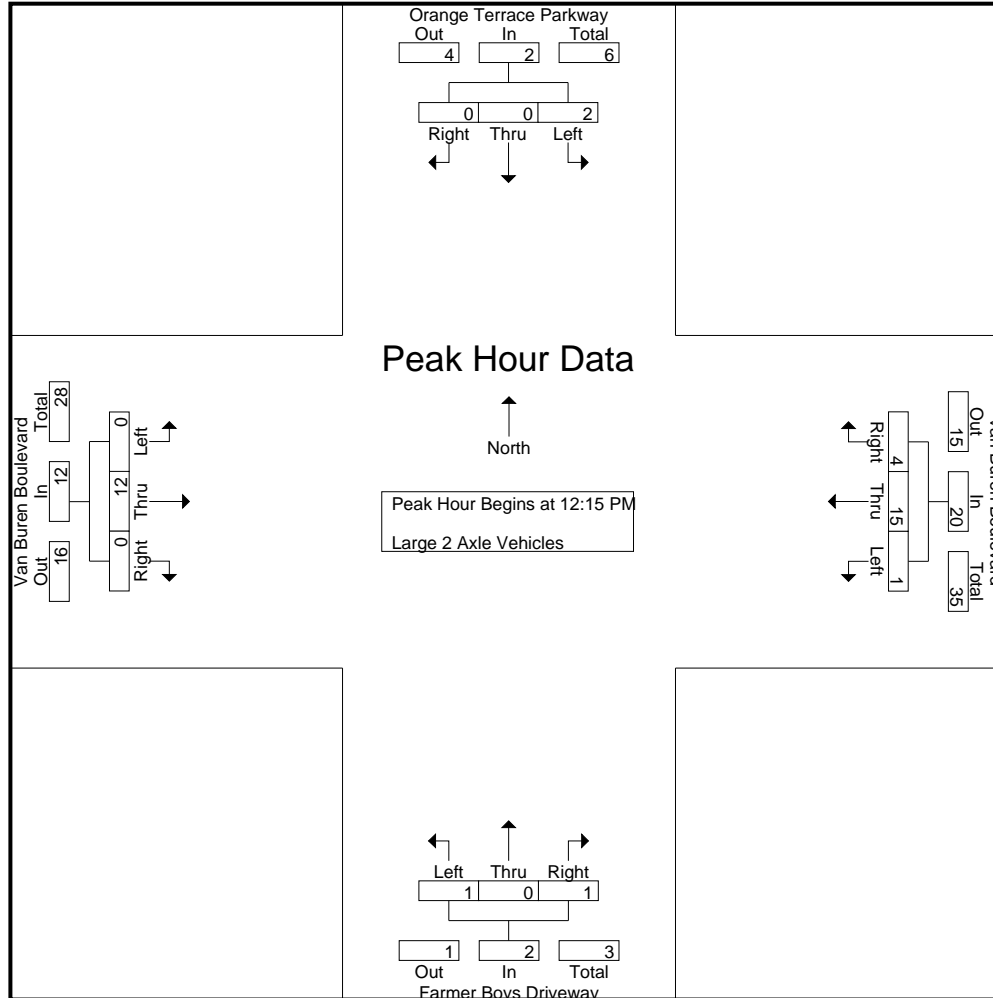 Orange Terrace Parkway
Out In Total
4 2 6
0 0 2
Right Thru Left
Peak Hour Data
North
Peak Hour Begins at 12:15 PM
Large 2 Axle Vehicles
Van Buren Boulevard
Total In Out
28 12 16
0 12 0
Left Thru Right
Right Thru Left
4 15 1
15 20 35
Out In Total
Van Buren Boulevard
Left Thru Right
1 0 1
1 2 3
Out In Total
Farmer Boys Driveway